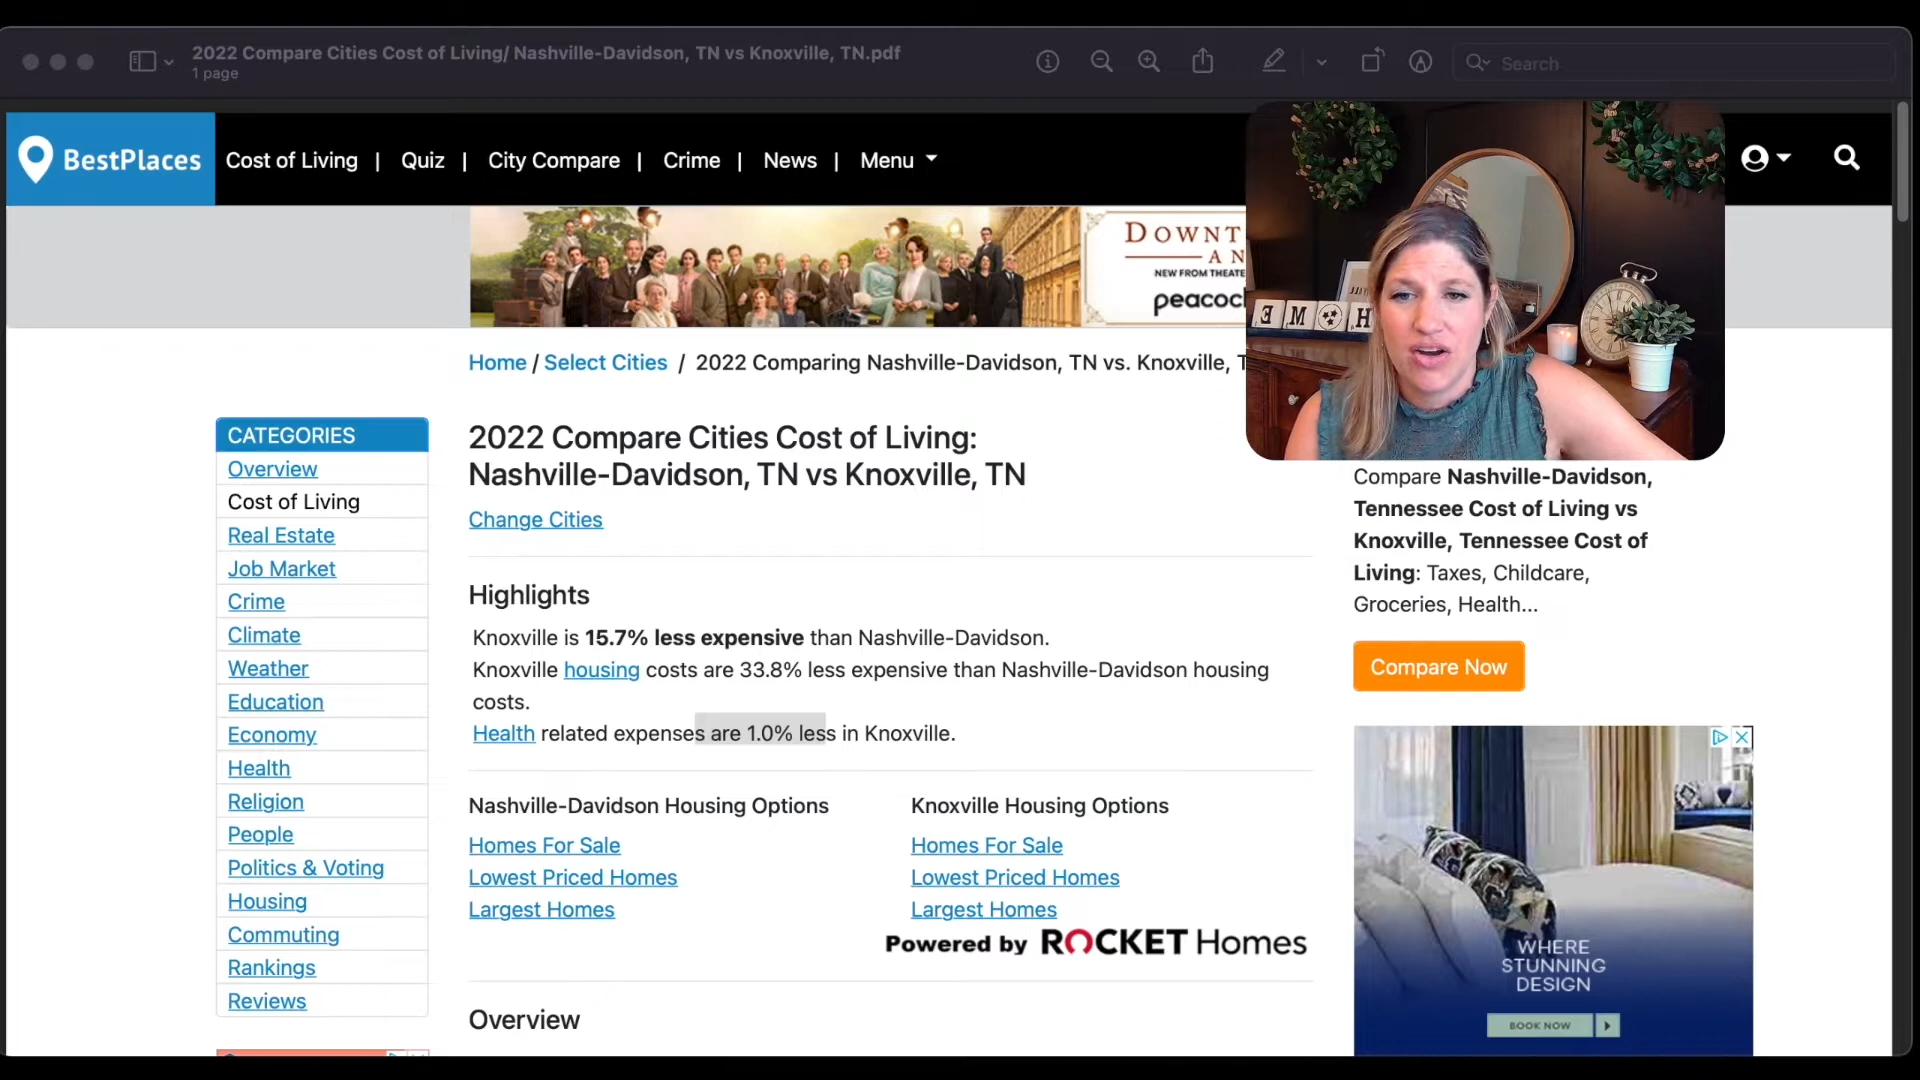 2022 Compare Cities Cost of Living/ Nashville-Davidson, TN vs Knoxville, TN.pdf
1 page
Search
BestPlaces
Cost of Living | Quiz | City Compare | Crime | News | Menu
DOWNT
AN
NEW FROM THEATE
peacock
Home / Select Cities / 2022 Comparing Nashville-Davidson, TN vs. Knoxville, T
E M H
CATEGORIES
Overview
Cost of Living
Real Estate
Job Market
Crime
Climate
Weather
Education
Economy
Health
Religion
People
Politics & Voting
Housing
Commuting
Rankings
Reviews
2022 Compare Cities Cost of Living:
Nashville-Davidson, TN vs Knoxville, TN
Change Cities
Highlights
Knoxville is 15.7% less expensive than Nashville-Davidson.
Knoxville housing costs are 33.8% less expensive than Nashville-Davidson housing
costs.
Health related expenses are 1.0% less in Knoxville.
Nashville-Davidson Housing Options
Homes For Sale
Lowest Priced Homes
Largest Homes
Knoxville Housing Options
Homes For Sale
Lowest Priced Homes
Largest Homes
Powered by ROCKET Homes
Overview
Compare Nashville-Davidson,
Tennessee Cost of Living vs
Knoxville, Tennessee Cost of
Living: Taxes, Childcare,
Groceries, Health...
Compare Now
WHERE
STUNNING
DESIGN
BOOK NOW